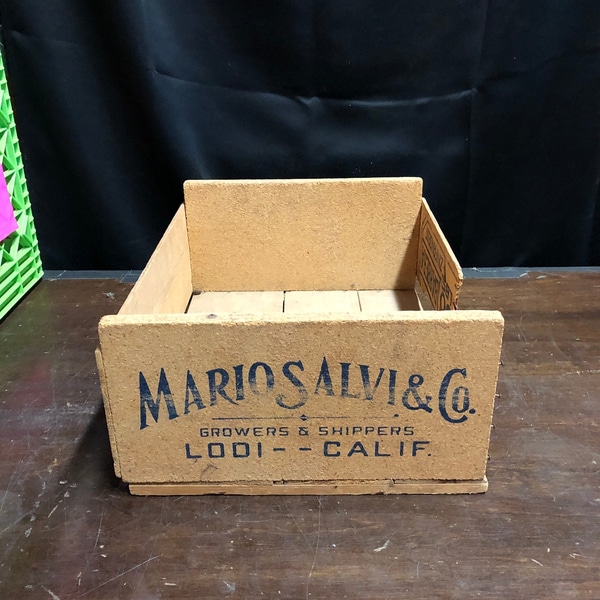 MARIO SALVI & CO.
GROWERS & SHIPPERS
LODI--CALIF.